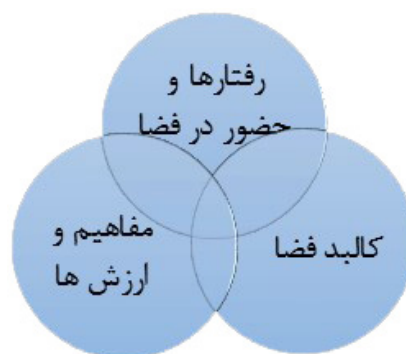 رفتارها و
حضور در فضا
مفاهیم و
ارزش ها
کالبد فضا